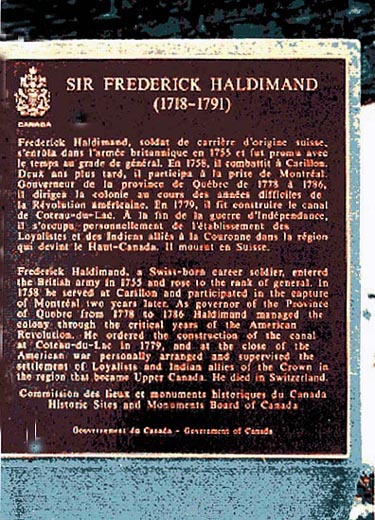 CANADA
SIR FREDERICK HALDIMAND
(1718-1791)
Frederick Haldimand, soldat de carrière d'origine suisse,
s'enrôla dans l'armée britannique en 1755 et fut promu avec
le temps au grade de général. En 1758, il combattit à Carillon.
Deux ans plus tard, il participa à la prise de Montréal.
Gouverneur de la province de Québec de 1778 à 1786,
il dirigea la colonie au cours des années difficiles de
la Révolution américaine. En 1779, il fit construire le canal
de Coteau-du-Lac. À la fin de la guerre d'Indépendance,
il s'occupa personnellement de l'établissement des
Loyalistes et des Indiens alliés à la Couronne dans la région
qui devint le Haut-Canada. Il mourut en Suisse.
Frederick Haldimand, a Swiss-born career soldier, entered
the British army in 1755 and rose to the rank of general. In
1758 he served at Carillon and participated in the capture
of Montréal two years later. As governor of the Province
of Quebec from 1778 to 1786 Haldimand managed the
colony through the critical years of the American
Revolution. He ordered the construction of the canal
at Coteau-du-Lac in 1779, and at the close of the
American war personally arranged and supervised the
settlement of Loyalists and Indian allies of the Crown in
the region that became Upper Canada. He died in Switzerland.
Commission des lieux et monuments historiques du Canada
Historic Sites and Monuments Board of Canada
Gouvernement du Canada - Government of Canada